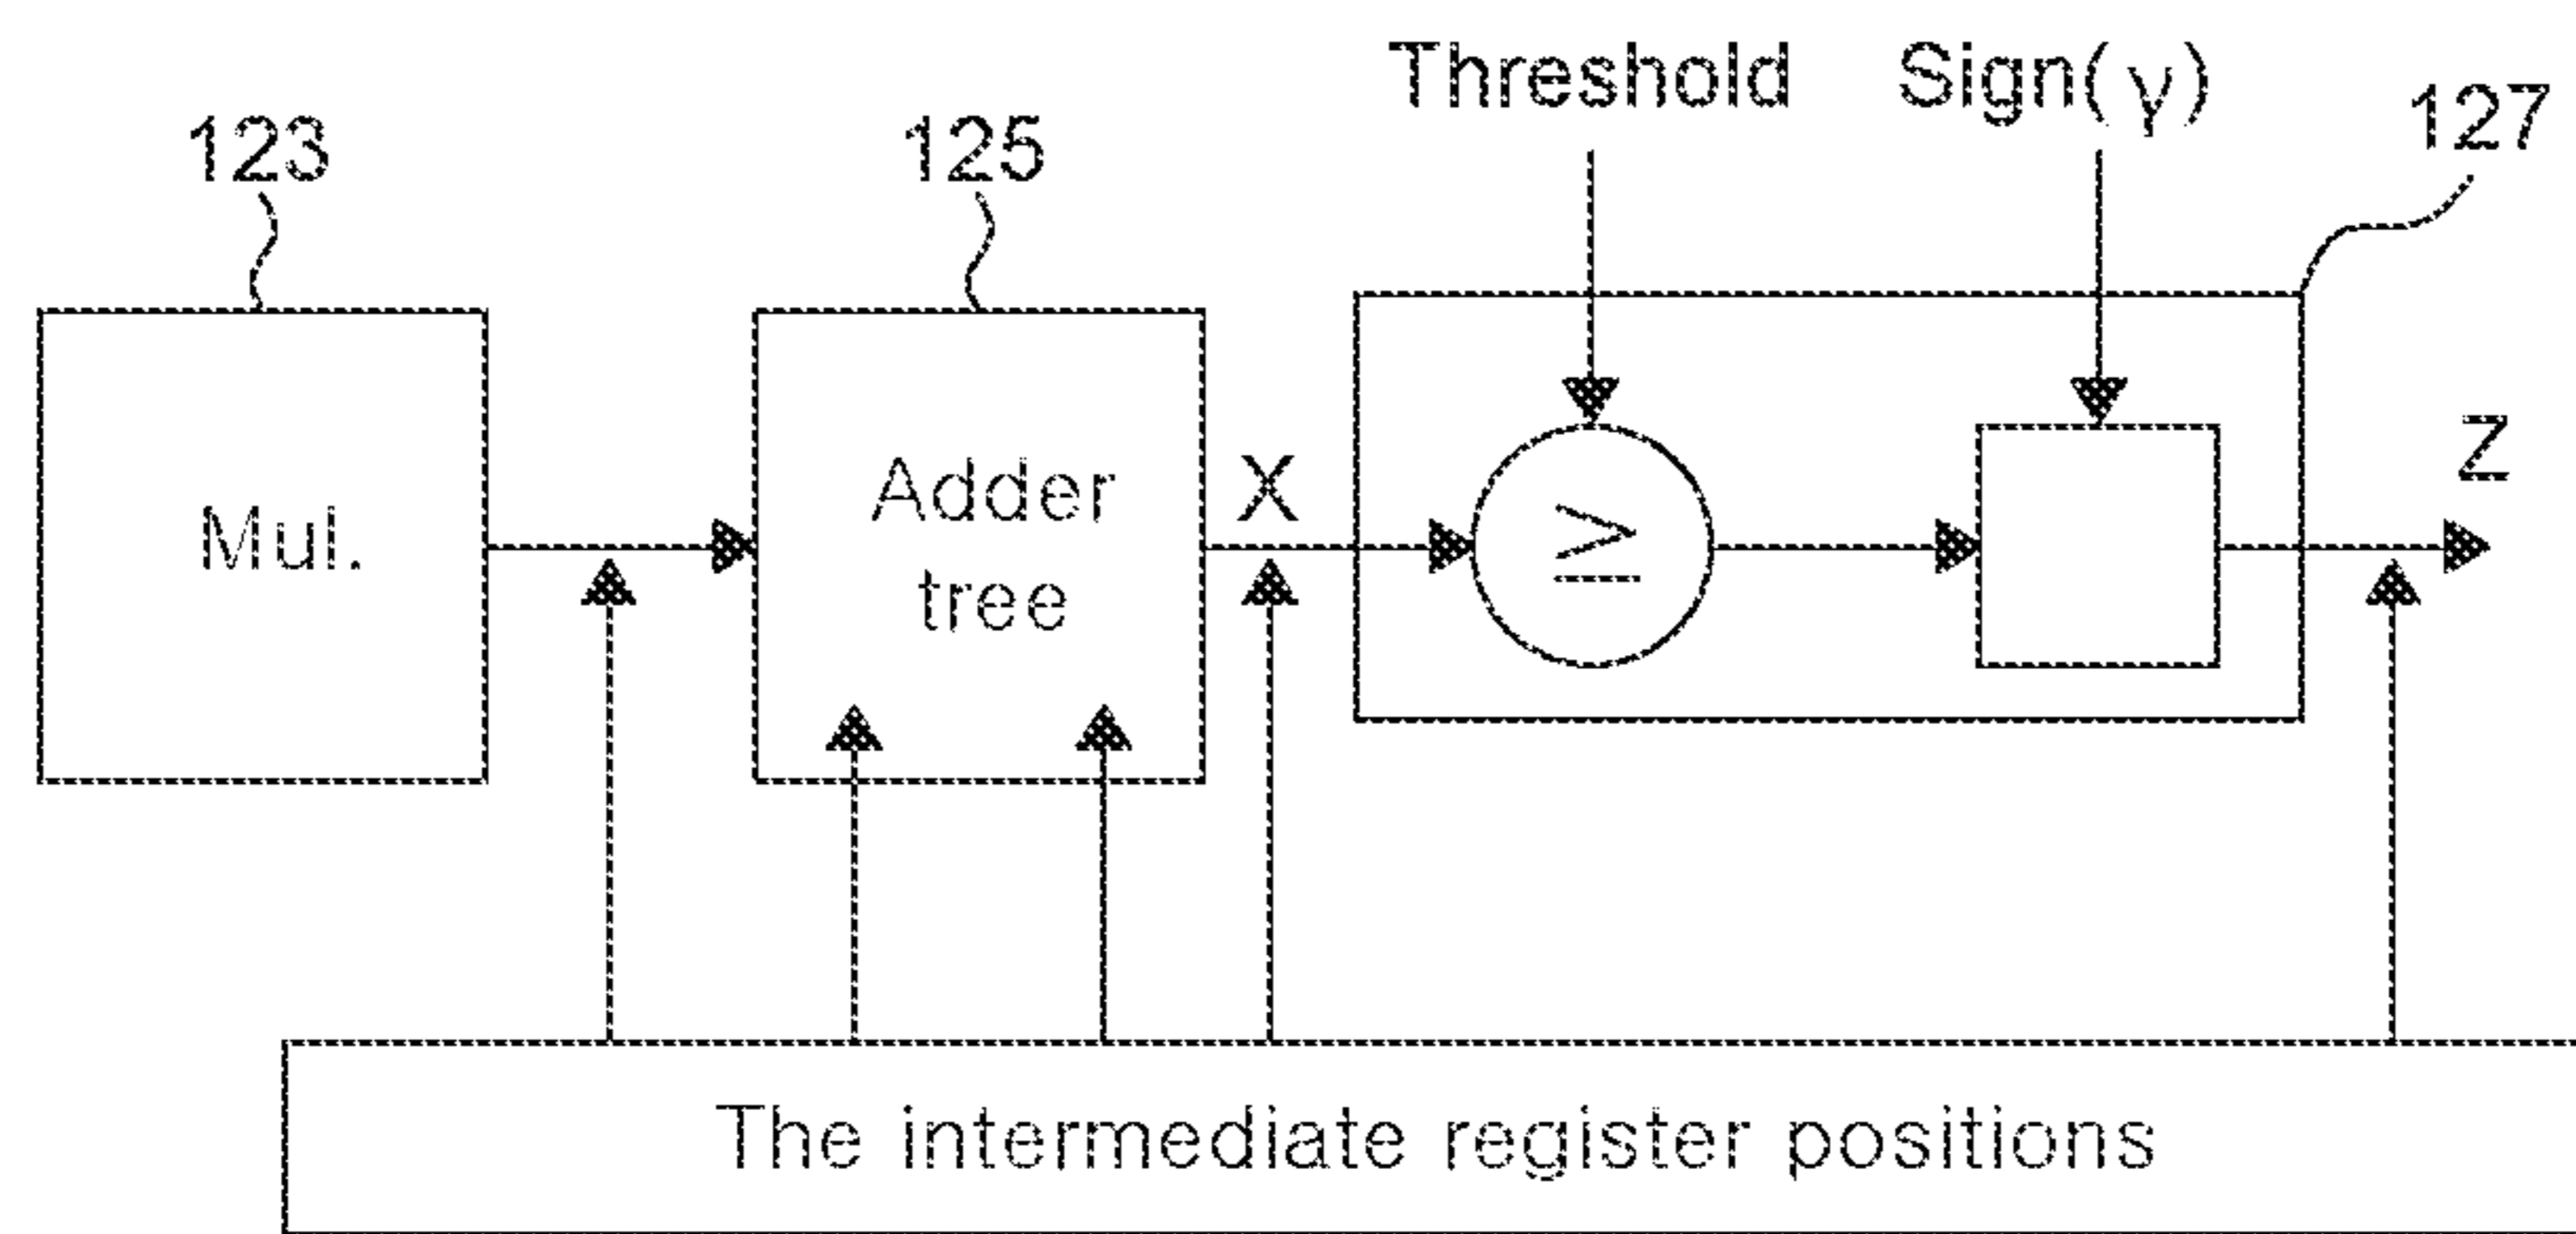 Threshold Sign(γ)
123 125 127
Mul.
Adder
tree
X
≥
Z
The intermediate register positions